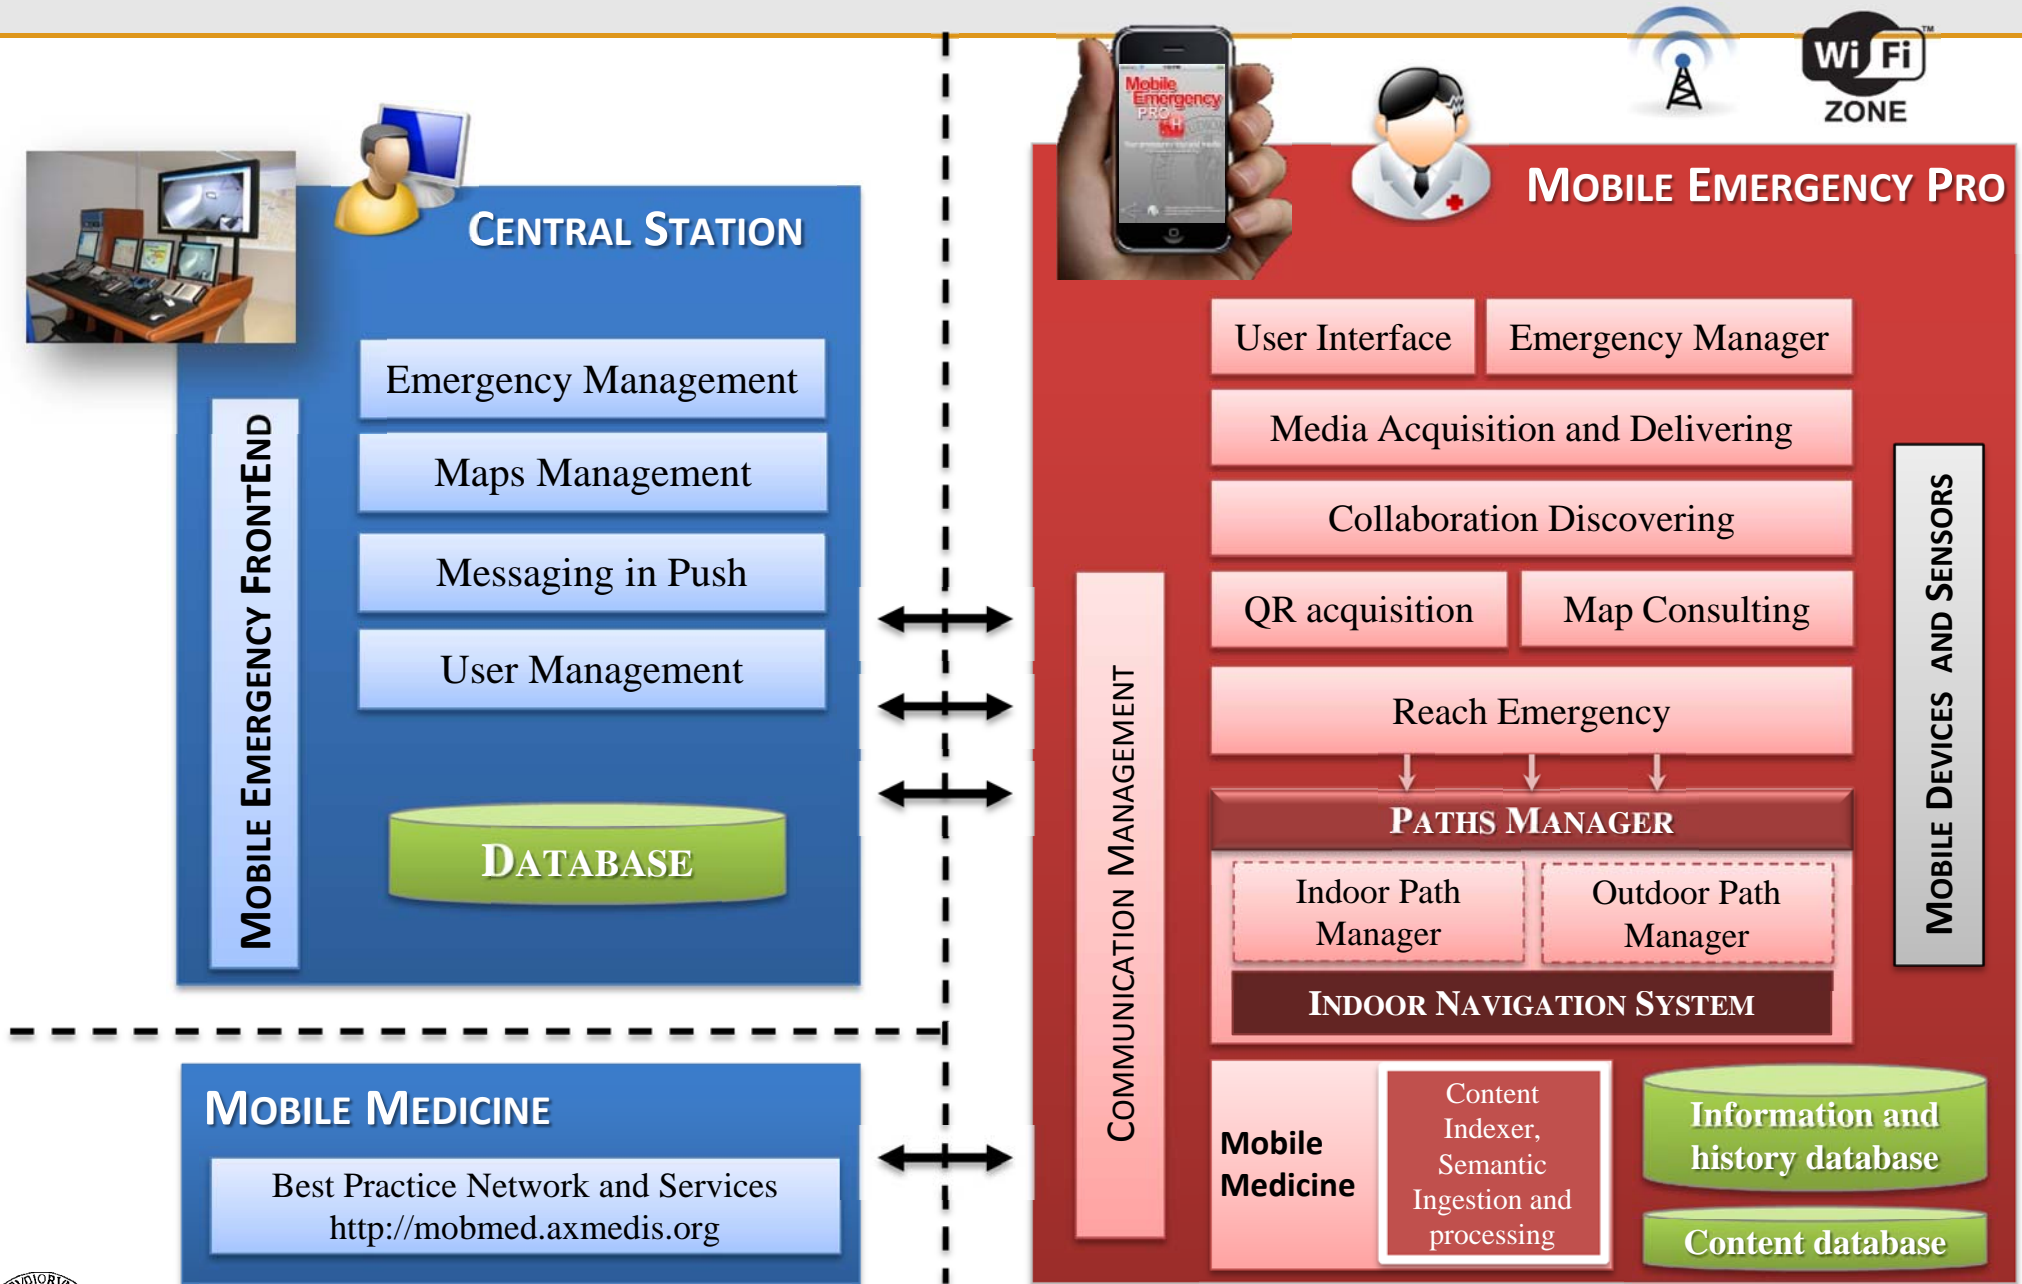 Wi Fi
TM
ZONE
Mobile
Emergency
PRO
H
CENTRAL STATION
Emergency Management
Maps Management
Messaging in Push
User Management
DATABASE
MOBILE EMERGENCY FRONTEND
MOBILE MEDICINE
Best Practice Network and Services
http://mobmed.axmedis.org
MOBILE EMERGENCY PRO
User Interface
Emergency Manager
Media Acquisition and Delivering
Collaboration Discovering
QR acquisition
Map Consulting
Reach Emergency
PATHS MANAGER
Indoor Path
Manager
Outdoor Path
Manager
INDOOR NAVIGATION SYSTEM
COMMUNICATION MANAGEMENT
MOBILE DEVICES AND SENSORS
Mobile
Medicine
Content
Indexer,
Semantic
Ingestion and
processing
Information and
history database
Content database